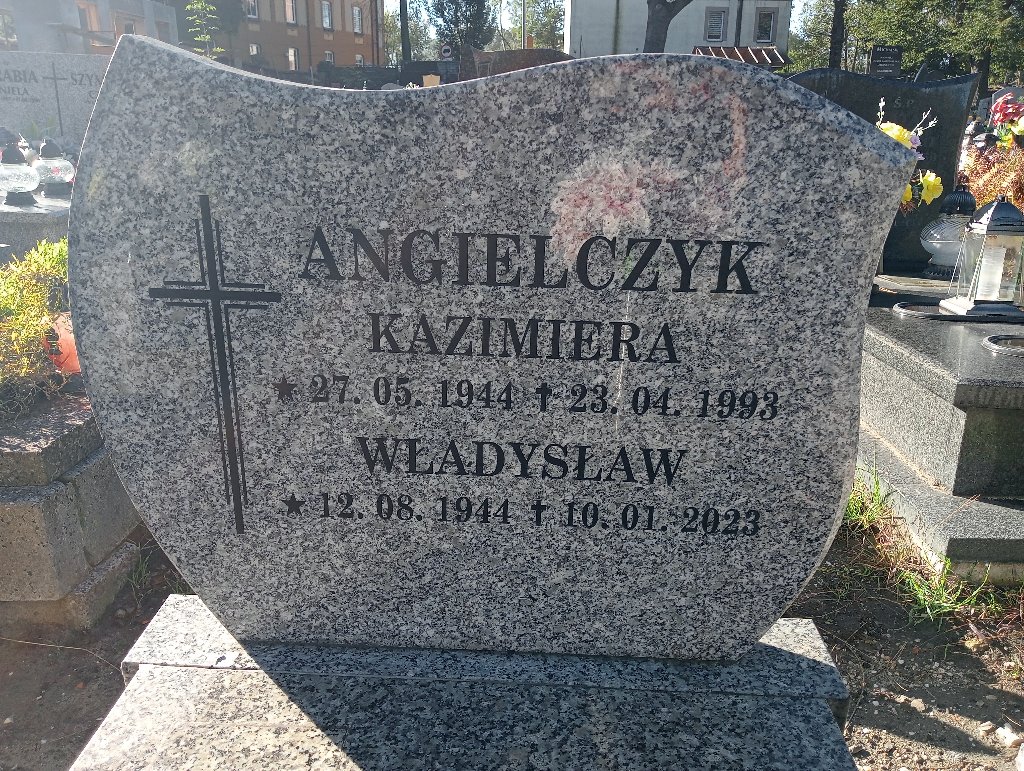 ANGIELCZYK
KAZIMIERA
★ 27. 05. 1944 ✝ 23. 04. 1993
WŁADYSŁAW
★ 12. 08. 1944 ✝ 10. 01. 2023